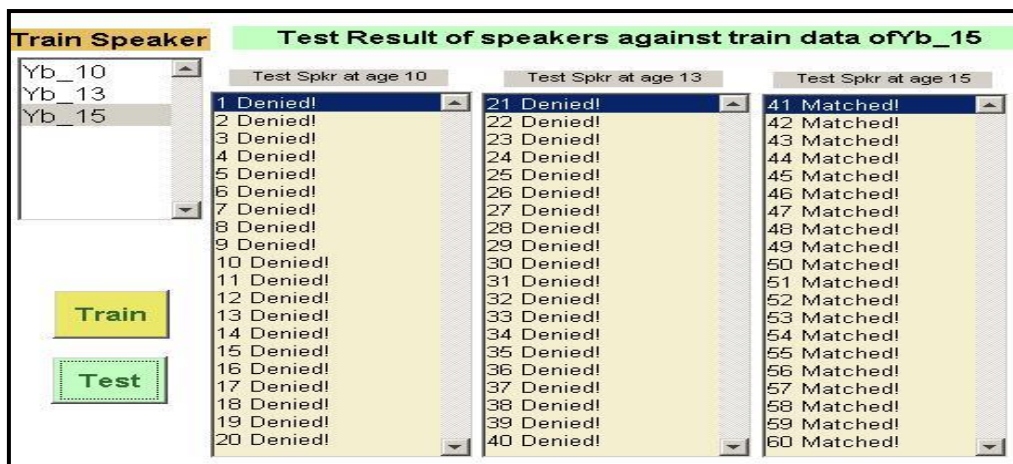 Train Speaker
Test Result of speakers against train data ofYb_15
Yb_10
Yb_13
Yb_15
Train
Test
Test Spkr at age 10
1 Denied!
2 Denied!
3 Denied!
4 Denied!
5 Denied!
6 Denied!
7 Denied!
8 Denied!
9 Denied!
10 Denied!
11 Denied!
12 Denied!
13 Denied!
14 Denied!
15 Denied!
16 Denied!
17 Denied!
18 Denied!
19 Denied!
20 Denied!
Test Spkr at age 13
21 Denied!
22 Denied!
23 Denied!
24 Denied!
25 Denied!
26 Denied!
27 Denied!
28 Denied!
29 Denied!
30 Denied!
31 Denied!
32 Denied!
33 Denied!
34 Denied!
35 Denied!
36 Denied!
37 Denied!
38 Denied!
39 Denied!
40 Denied!
Test Spkr at age 15
41 Matched!
42 Matched!
43 Matched!
44 Matched!
45 Matched!
46 Matched!
47 Matched!
48 Matched!
49 Matched!
50 Matched!
51 Matched!
52 Matched!
53 Matched!
54 Matched!
55 Matched!
56 Matched!
57 Matched!
58 Matched!
59 Matched!
60 Matched!